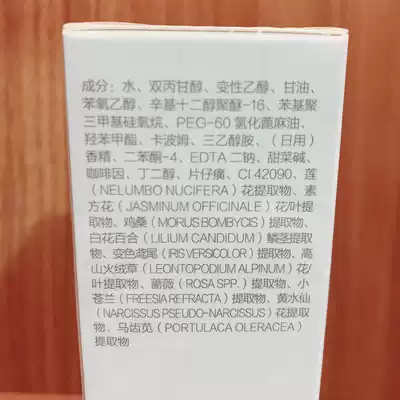 成分：水、双丙甘醇、变性乙醇、甘油、
苯氧乙醇、辛基十二醇聚醚-16、苯基聚
三甲基硅氧烷、PEG-60 氢化蓖麻油、
羟苯甲酯、卡波姆、三乙醇胺、（日用）
香精、二苯酮-4、EDTA 二钠、甜菜碱、
咖啡因、丁二醇、片仔癀、CI 42090、莲
(NELUMBO NUCIFERA) 花提取物、素
方花(JASMINUM OFFICINALE) 花/叶
提取物、鸡桑(MORUS BOMBYCIS) 提取物、
白花百合(LILIUM CANDIDUM) 鳞茎提取
物、变色鸢尾(IRIS VERSICOLOR) 提取物、高
山火绒草(LEONTOPODIUM ALPINUM) 花/
叶提取物、蔷薇(ROSA SPP.) 提取物、小
苍兰(FREESIA REFRACTA) 提取物、黄水仙
(NARCISSUS PSEUDO-NARCISSUS) 花提取
物、马齿苋(PORTULACA OLERACEA)
提取物